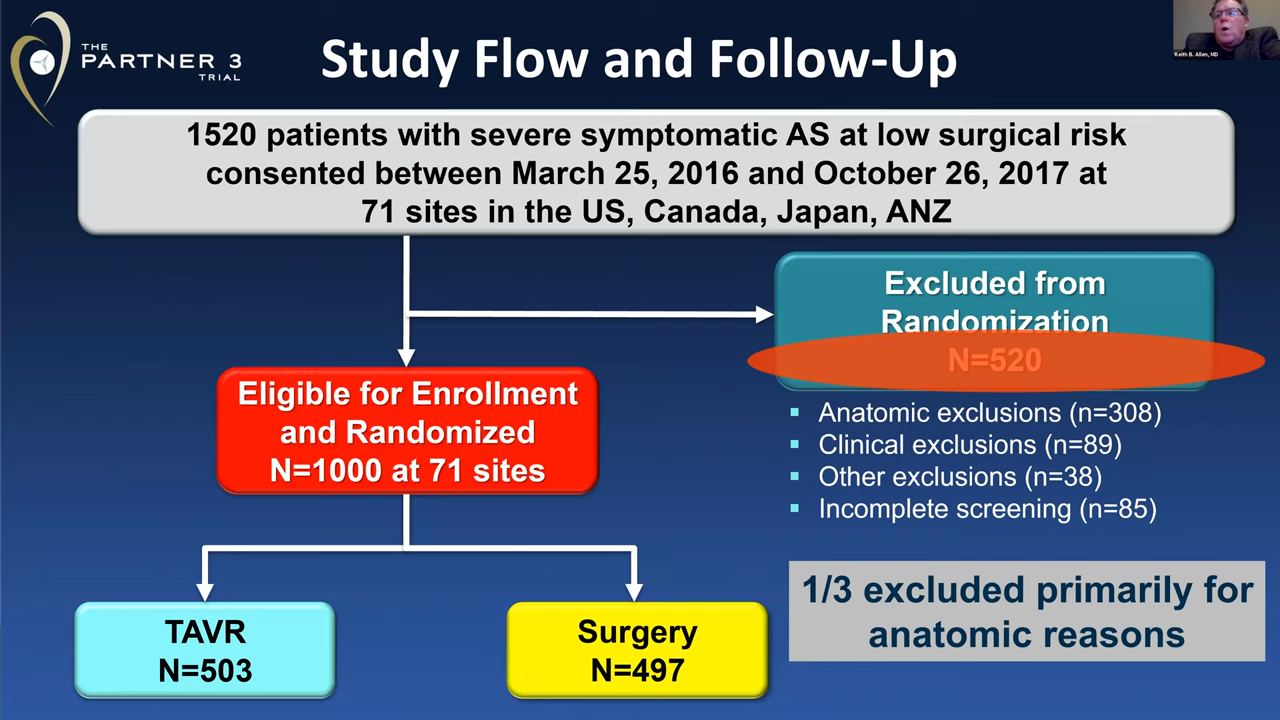 THE
PARTNER 3
TRIAL
Study Flow and Follow-Up
Keith B. Allen, MD
1520 patients with severe symptomatic AS at low surgical risk
consented between March 25, 2016 and October 26, 2017 at
71 sites in the US, Canada, Japan, ANZ
Excluded from
Randomization
N=520
Eligible for Enrollment
and Randomized
N=1000 at 71 sites
▪ Anatomic exclusions (n=308)
▪ Clinical exclusions (n=89)
▪ Other exclusions (n=38)
▪ Incomplete screening (n=85)
1/3 excluded primarily for
anatomic reasons
TAVR
N=503
Surgery
N=497